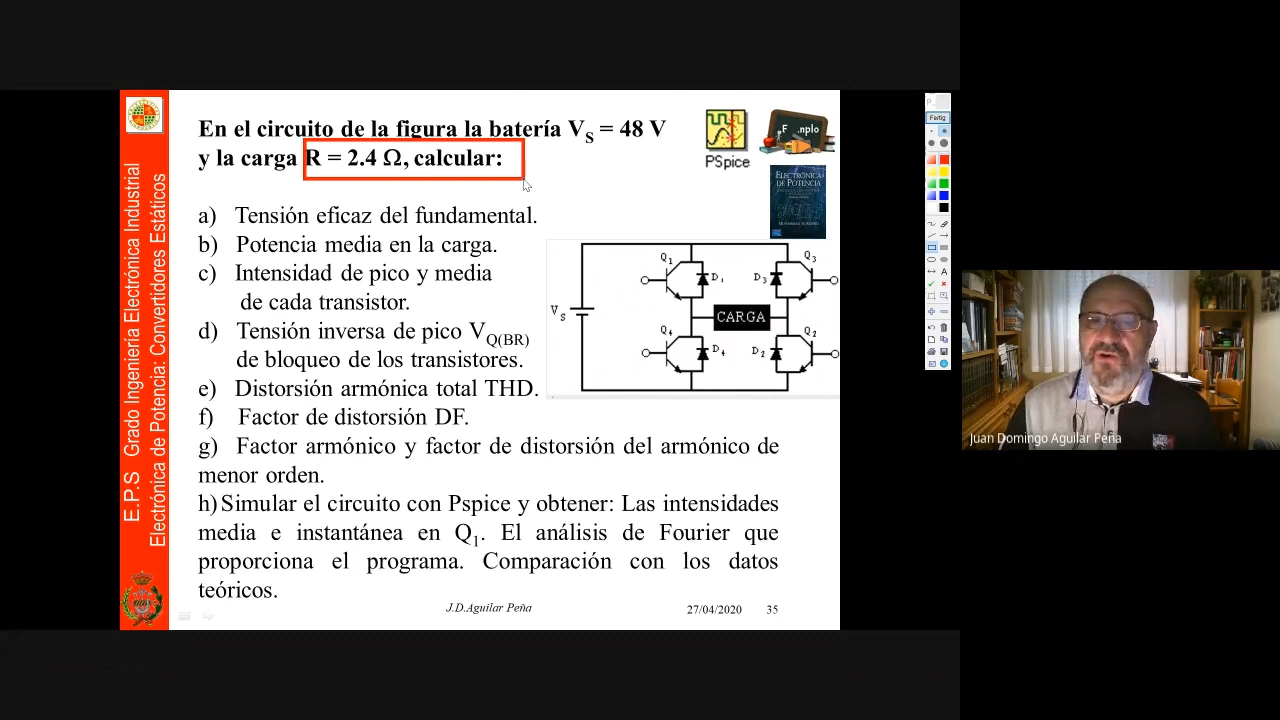 En el circuito de la figura la batería VS = 48 V
y la carga R = 2.4 Ω, calcular:
a) Tensión eficaz del fundamental.
b) Potencia media en la carga.
c) Intensidad de pico y media
de cada transistor.
d) Tensión inversa de pico VQ(BR)
de bloqueo de los transistores.
e) Distorsión armónica total THD.
f) Factor de distorsión DF.
g) Factor armónico y factor de distorsión del armónico de
menor orden.
h) Simular el circuito con Pspice y obtener: Las intensidades
media e instantánea en Q1. El análisis de Fourier que
proporciona el programa. Comparación con los datos
teóricos.
J.D.Aguilar Peña
27/04/2020
35
E.P.S Grado Ingeniería Electrónica Industrial
Electrónica de Potencia: Convertidores Estáticos
PSpice
ELECTRÓNICA
DE POTENCIA
VS
Q1
D1
D3
Q3
CARGA
Q4
D4
D2
Q2
Fertig
A
Juan Domingo Aguilar Peña